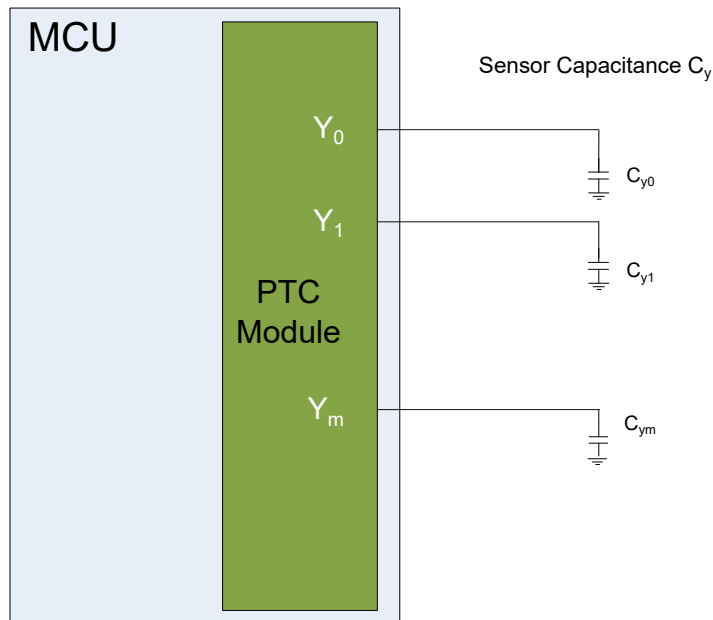 MCU
Sensor Capacitance Cy
Y0
Cy0
Y1
Cy1
PTC
Module
Ym
Cym